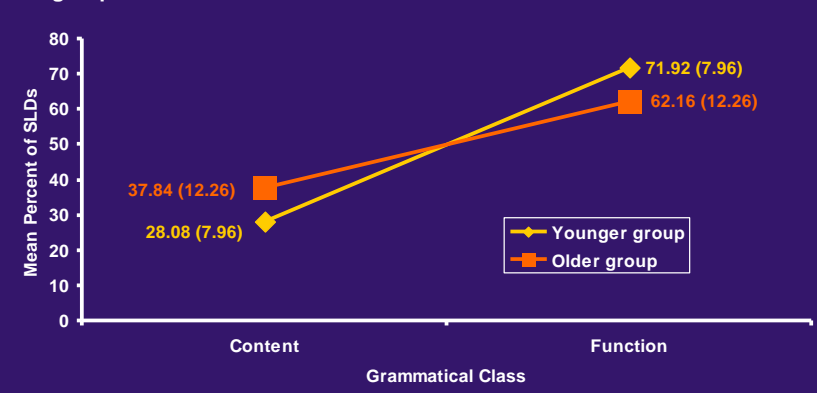 80
70
71.92 (7.96)
60
62.16 (12.26)
50
40
37.84 (12.26)
30
28.08 (7.96)
20
10
0
Mean Percent of SLDs
Younger group
Older group
Content
Function
Grammatical Class